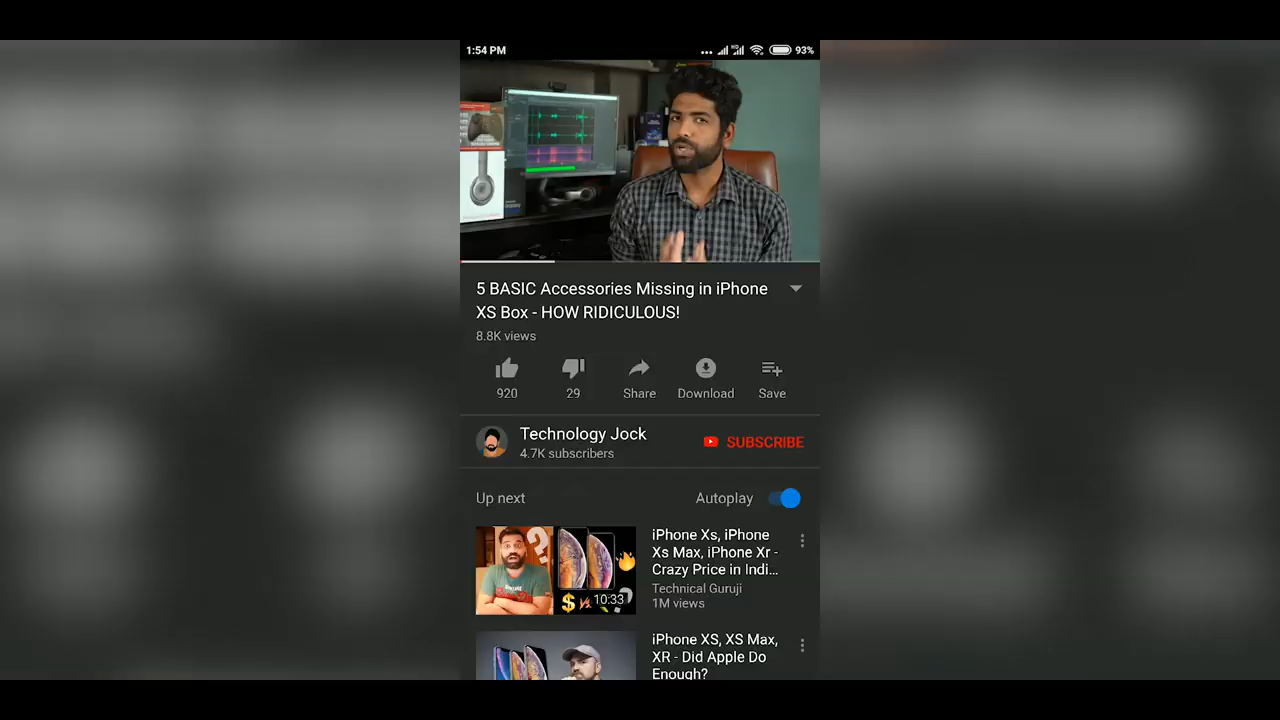 1:54 PM
HD
93%
5 BASIC Accessories Missing in iPhone
XS Box - HOW RIDICULOUS!
8.8K views
920
29
Share
Download
Save
Technology Jock
4.7K subscribers
SUBSCRIBE
Up next
Autoplay
iPhone Xs, iPhone
Xs Max, iPhone Xr -
Crazy Price in Indi...
Technical Guruji
1M views
10:33
iPhone XS, XS Max,
XR - Did Apple Do
Enough?